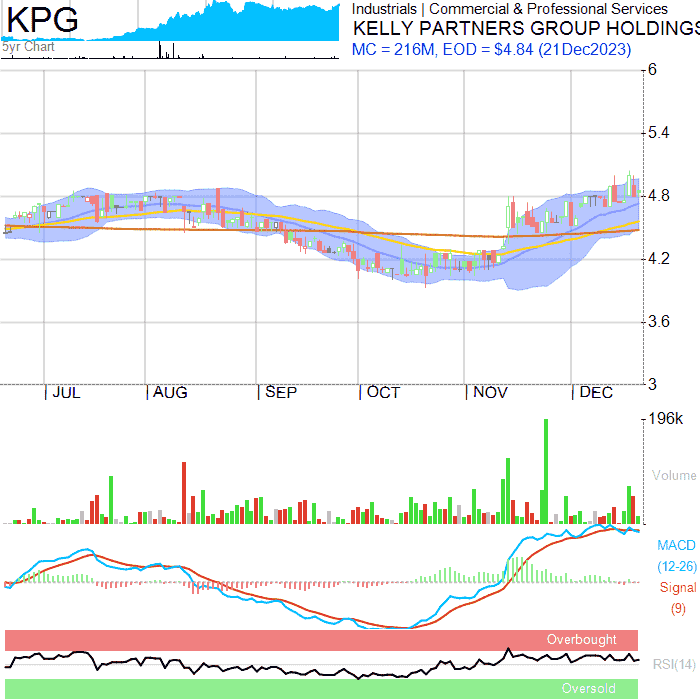 KPG
5yr Chart
Industrials | Commercial & Professional Services
KELLY PARTNERS GROUP HOLDINGS
MC = 216M, EOD = $4.84 (21Dec2023)
6
5.4
4.8
4.2
3.6
3
JUL AUG SEP OCT NOV DEC
196k
Volume
MACD
(12-26)
Signal
(9)
Overbought
RSI(14)
Oversold